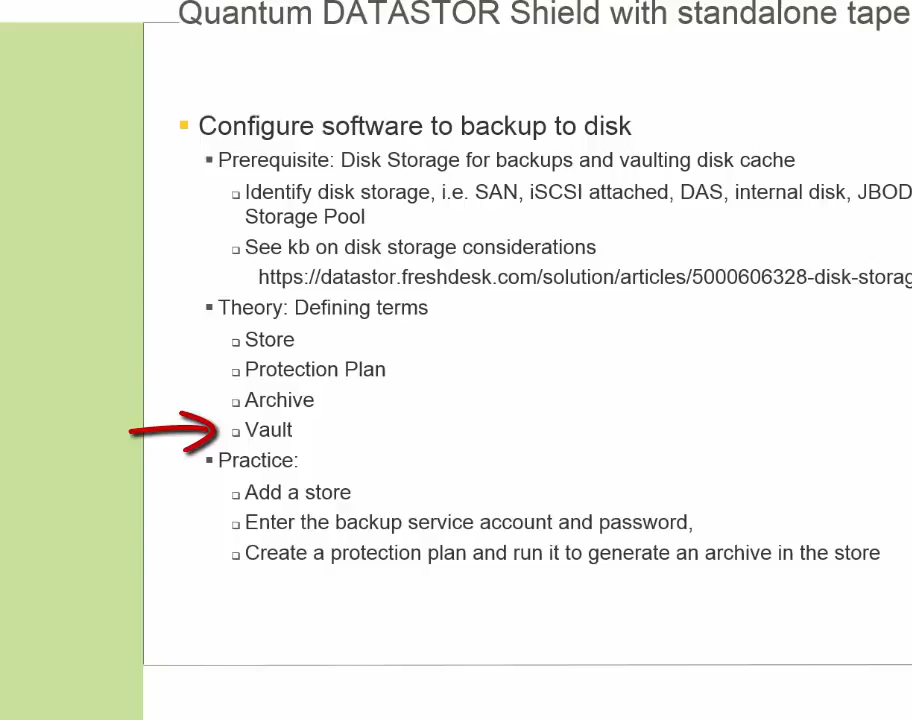 Quantum DATASTOR Shield with standalone tape
Configure software to backup to disk
Prerequisite: Disk Storage for backups and vaulting disk cache
Identify disk storage, i.e. SAN, iSCSI attached, DAS, internal disk, JBOD
Storage Pool
See kb on disk storage considerations
https://datastor.freshdesk.com/solution/articles/5000606328-disk-storag
Theory: Defining terms
Store
Protection Plan
Archive
Vault
Practice:
Add a store
Enter the backup service account and password,
Create a protection plan and run it to generate an archive in the store